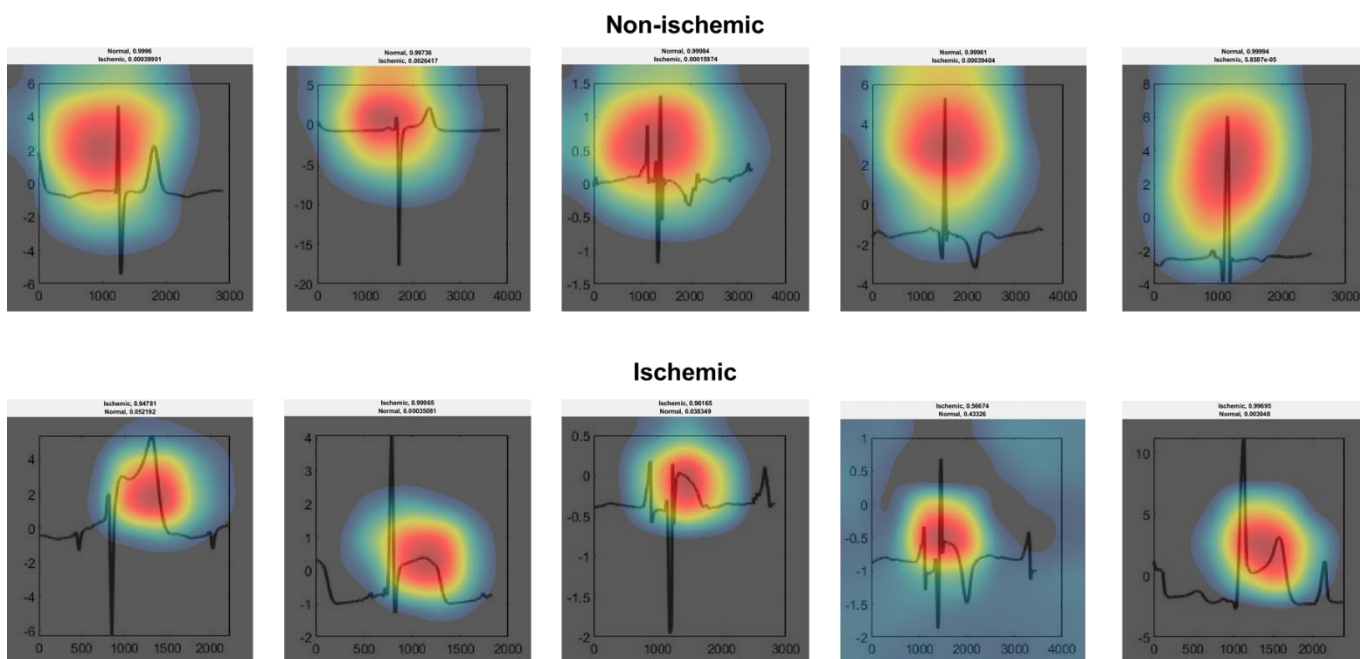 Non-ischemic
Normal, 0.9996
Ischemic, 0.00039901
Normal, 0.99736
Ischemic, 0.0026417
Normal, 0.99984
Ischemic, 0.00015974
Normal, 0.99961
Ischemic, 0.00039404
Normal, 0.99994
Ischemic, 5.8587e-05
6
4
2
0
-2
-4
-6
0 1000 2000 3000
5
0
-5
-10
-15
-20
0 1000 2000 3000 4000
1.5
1
0.5
0
-0.5
-1
-1.5
0 1000 2000 3000 4000
6
4
2
0
-2
-4
0 1000 2000 3000 4000
8
6
4
2
0
-2
-4
0 1000 2000 3000
Ischemic
Ischemic, 0.94781
Normal, 0.052192
Ischemic, 0.99965
Normal, 0.00035081
Ischemic, 0.96165
Normal, 0.038349
Ischemic, 0.56674
Normal, 0.43326
Ischemic, 0.99695
Normal, 0.003048
4
2
0
-2
-4
-6
0 500 1000 1500 2000
4
3
2
1
0
-1
-2
0 500 1000 1500 2000
0.5
0
-0.5
-1
-1.5
-2
0 1000 2000 3000
1
0.5
0
-0.5
-1
-1.5
-2
0 1000 2000 3000 4000
10
5
0
-5
0 500 1000 1500 2000